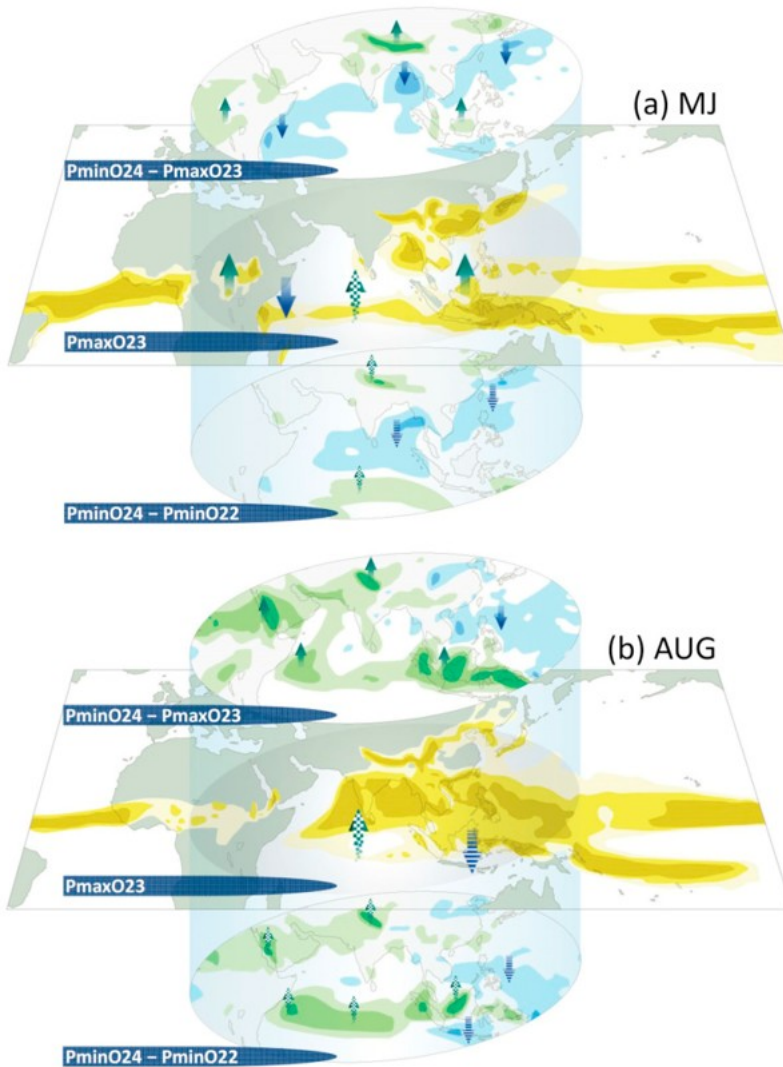 (a) MJ
PminO24 – PmaxO23
PmaxO23
PminO24 – PminO22
(b) AUG
PminO24 – PmaxO23
PmaxO23
PminO24 – PminO22